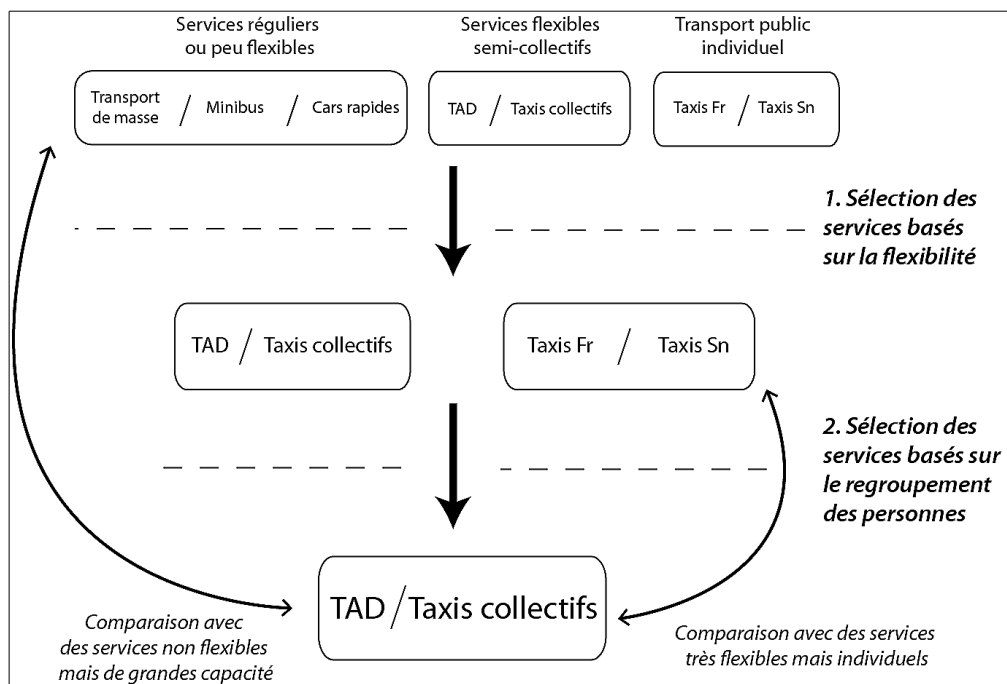 Services réguliers
ou peu flexibles
Services flexibles
semi-collectifs
Transport public
individuel
Transport
de masse / Minibus / Cars rapides
TAD / Taxis collectifs
Taxis Fr / Taxis Sn
1. Sélection des
services basés
sur la flexibilité
TAD / Taxis collectifs
Taxis Fr / Taxis Sn
2. Sélection des
services basés sur
le regroupement
des personnes
TAD / Taxis collectifs
Comparaison avec
des services non flexibles
mais de grandes capacité
Comparaison avec des services
très flexibles mais individuels